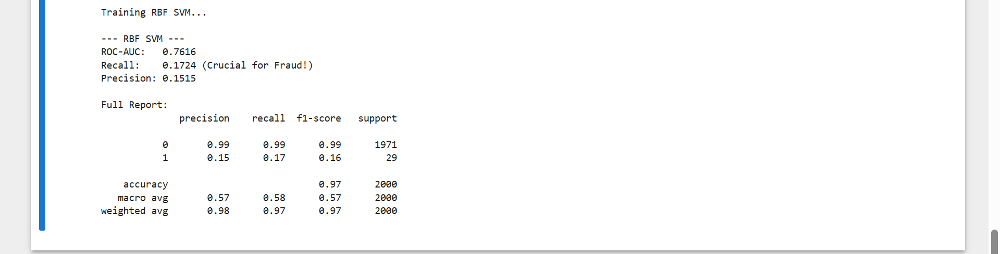 Training RBF SVM...
--- RBF SVM ---
ROC-AUC:   0.7616
Recall:    0.1724 (Crucial for Fraud!)
Precision: 0.1515
Full Report:
              precision    recall  f1-score   support
           0       0.99      0.99      0.99      1971
           1       0.15      0.17      0.16        29
    accuracy                           0.97      2000
   macro avg       0.57      0.58      0.57      2000
weighted avg       0.98      0.97      0.97      2000